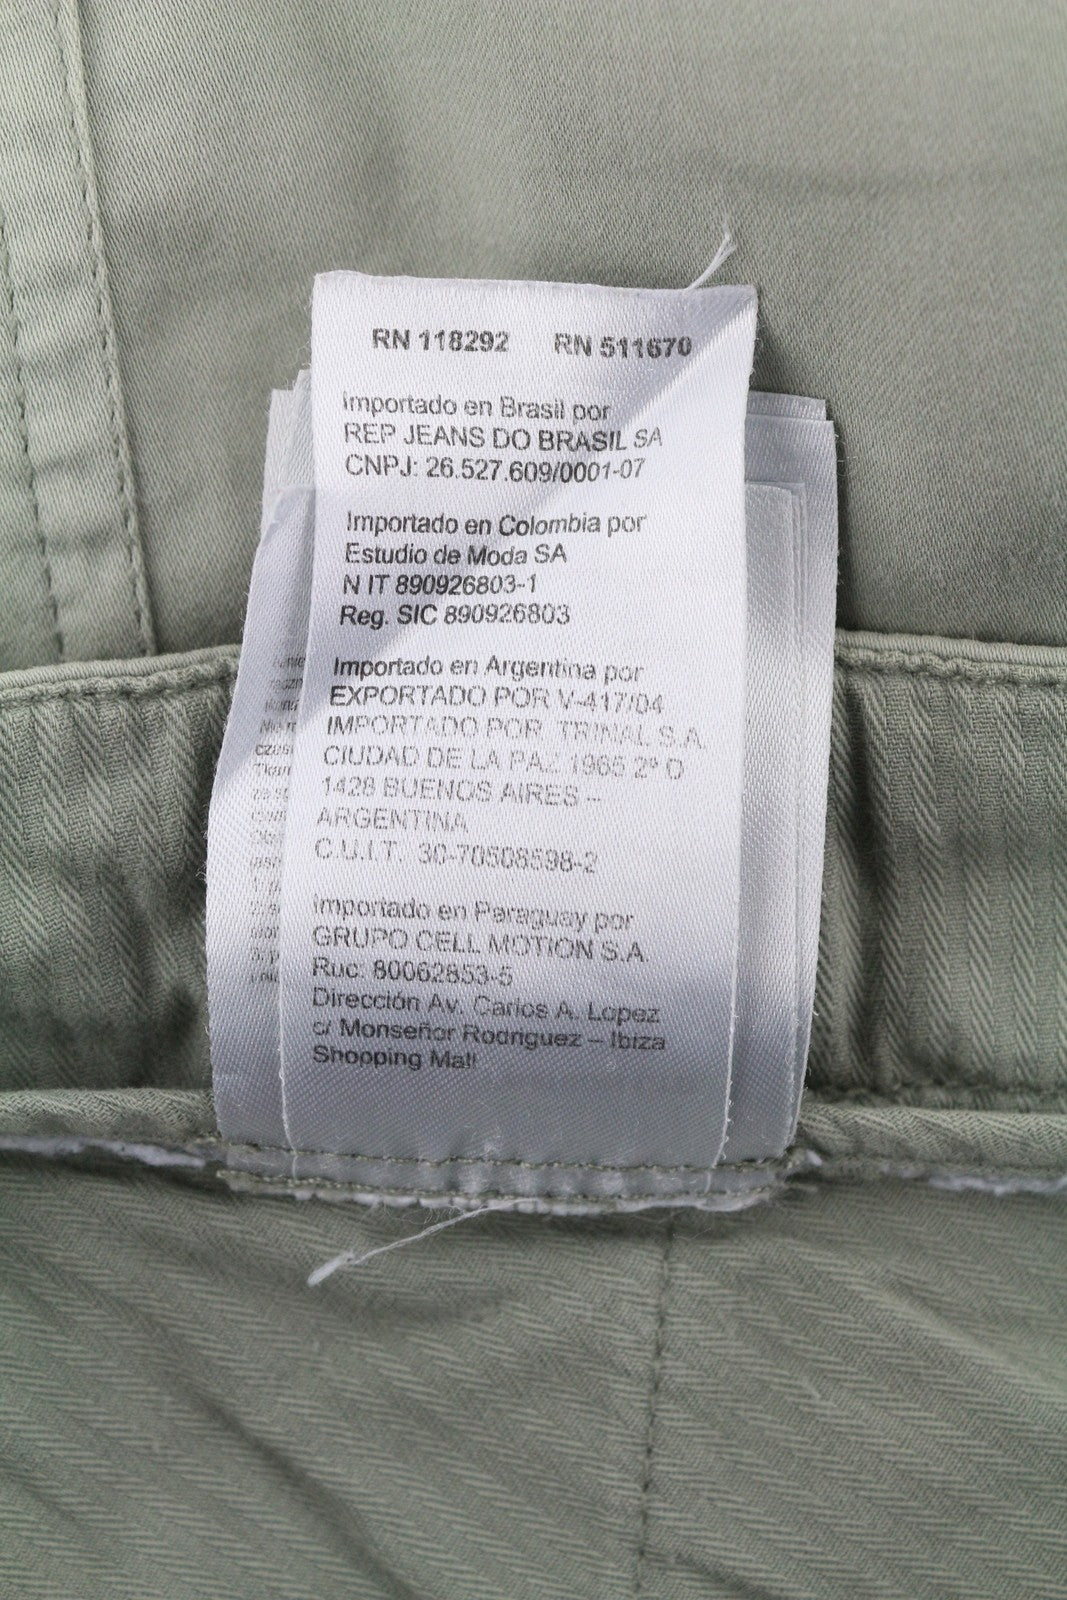 RN 118292 RN 511670
Importado en Brasil por
REP JEANS DO BRASIL SA
CNPJ: 26.527.609/0001-07
Importado en Colombia por
Estudio de Moda SA
N IT 890926803-1
Reg. SIC 890926803
Importado en Argentina por
EXPORTADO POR V-417/04
IMPORTADO POR TRINAL S.A
CIUDAD DE LA PAZ 1965 2º O
1428 BUENOS AIRES –
ARGENTINA
C.U.I.T. 30-70508598-2
Importado en Paraguay por
GRUPO CELL MOTION S.A.
Ruc: 80062853-5
Dirección Av. Carlos A. Lopez
c/ Monseñor Rodriguez – Ibiza
Shopping Mall